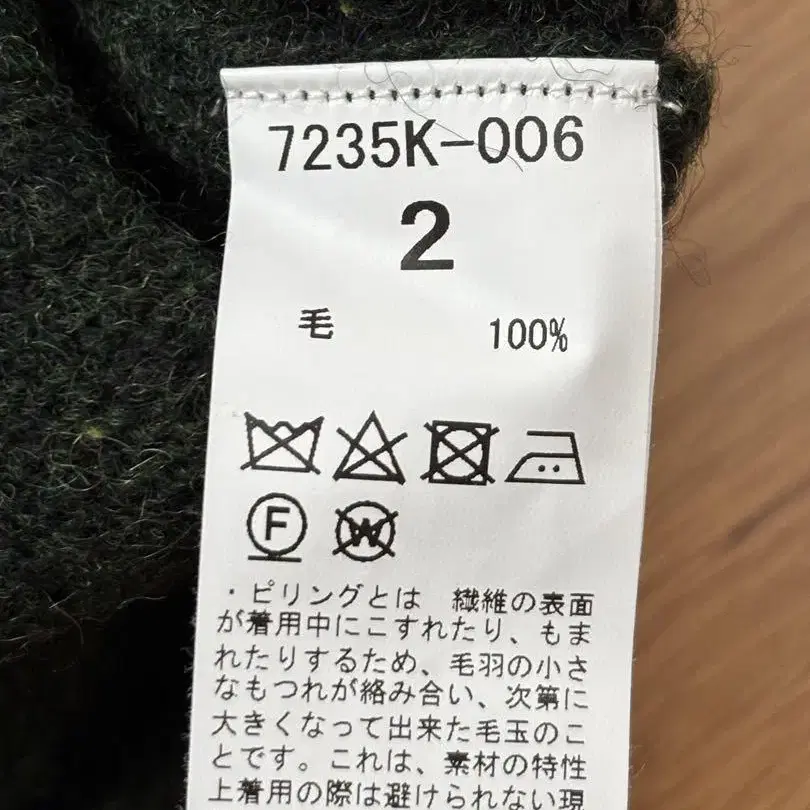 7235K-006
2
毛 100%
F W
・ピリングとは 繊維の表面
が着用中にこすれたり、もま
れたりするため、毛羽の小さ
なもつれが絡み合い、次第に
大きくなって出来た毛玉のこ
とです。これは、素材の特性
上着用の際は避けられない現